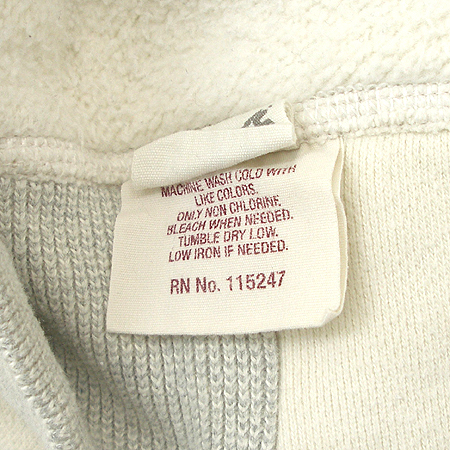 MACHINE WASH COLD WITH
LIKE COLORS.
ONLY NON CHLORINE.
BLEACH WHEN NEEDED.
TUMBLE DRY LOW.
LOW IRON IF NEEDED.
RN No. 115247